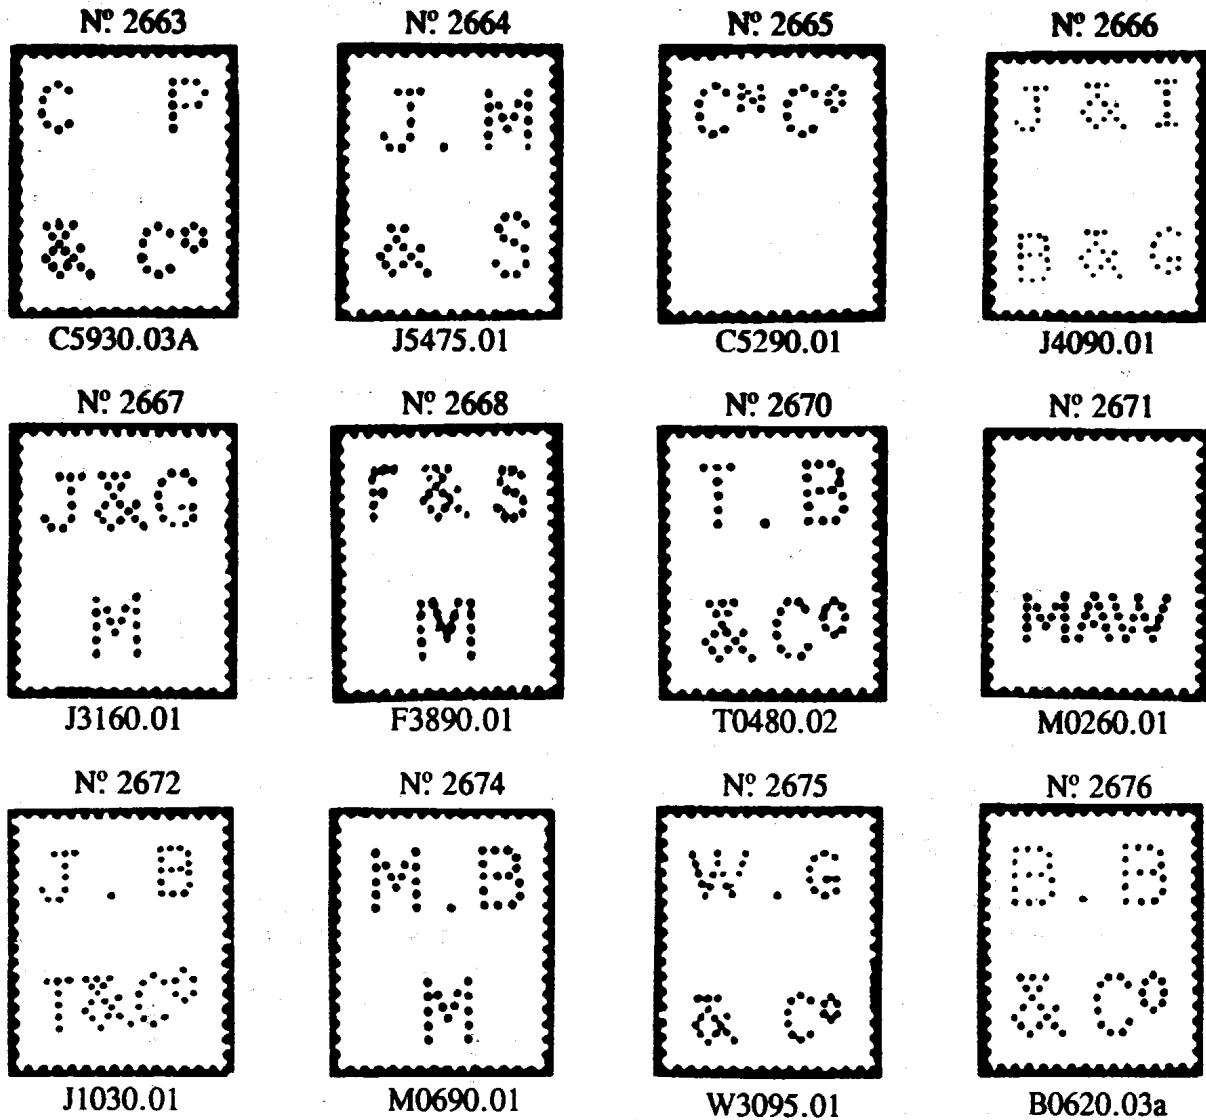 Nº 2663
C P
& Cº
C5930.03A
Nº 2664
J . M
& S
J5475.01
Nº 2665
Cᴺ Cº
C5290.01
Nº 2666
J & I
B & G
J4090.01
Nº 2667
J & G
M
J3160.01
Nº 2668
F & S
M
F3890.01
Nº 2670
T . B
& Cº
T0480.02
Nº 2671
MAW
M0260.01
Nº 2672
J . B
T & Cº
J1030.01
Nº 2674
M . B
M
M0690.01
Nº 2675
W . G
& Cº
W3095.01
Nº 2676
B . B
& Cº
B0620.03a